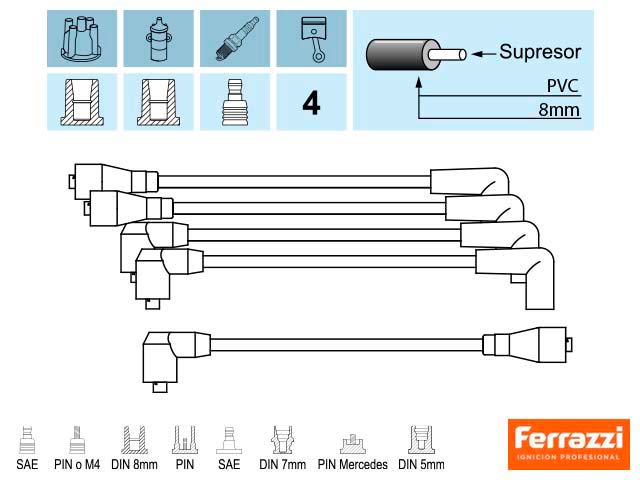 Supresor
PVC
8mm
4
SAE PIN o M4 DIN 8mm PIN SAE DIN 7mm PIN Mercedes DIN 5mm
Ferrazzi
IGNICION PROFESIONAL